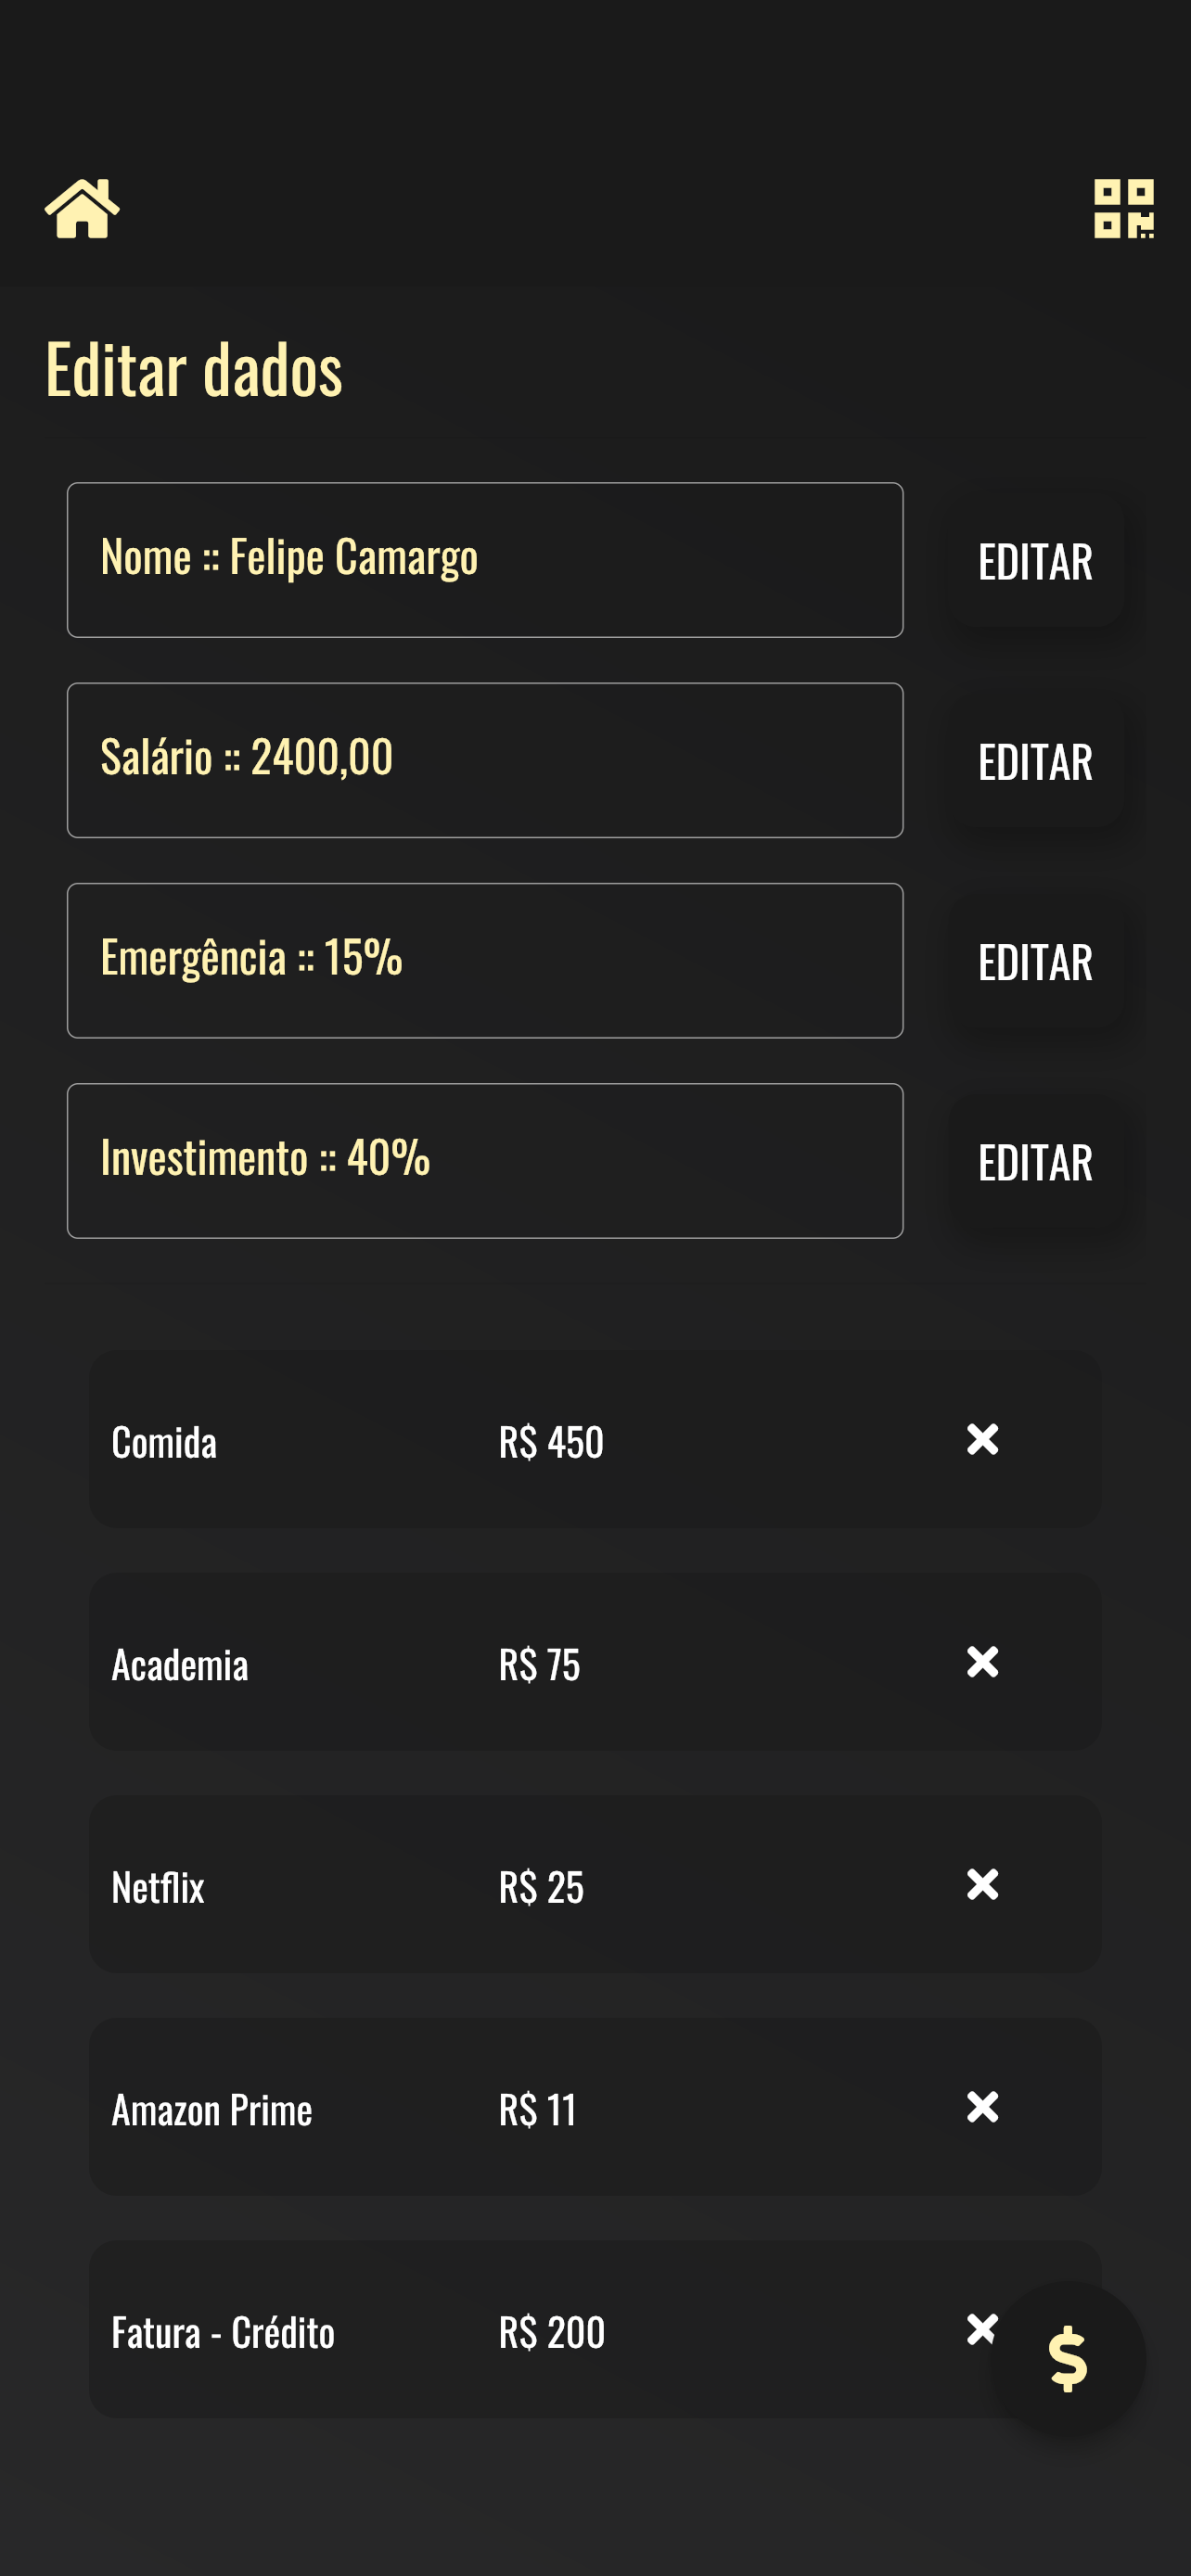 Editar dados
Nome :: Felipe Camargo
EDITAR
Salário :: 2400,00
EDITAR
Emergência :: 15%
EDITAR
Investimento :: 40%
EDITAR
Comida R$ 450
Academia R$ 75
Netflix R$ 25
Amazon Prime R$ 11
Fatura - Crédito R$ 200
$